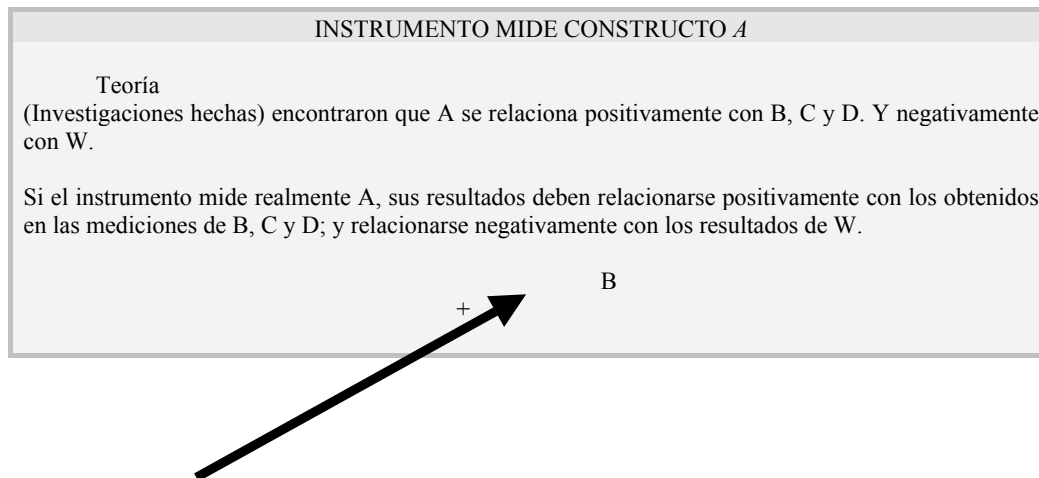 INSTRUMENTO MIDE CONSTRUCTO A
Teoría
(Investigaciones hechas) encontraron que A se relaciona positivamente con B, C y D. Y negativamente
con W.
Si el instrumento mide realmente A, sus resultados deben relacionarse positivamente con los obtenidos
en las mediciones de B, C y D; y relacionarse negativamente con los resultados de W.
B
+